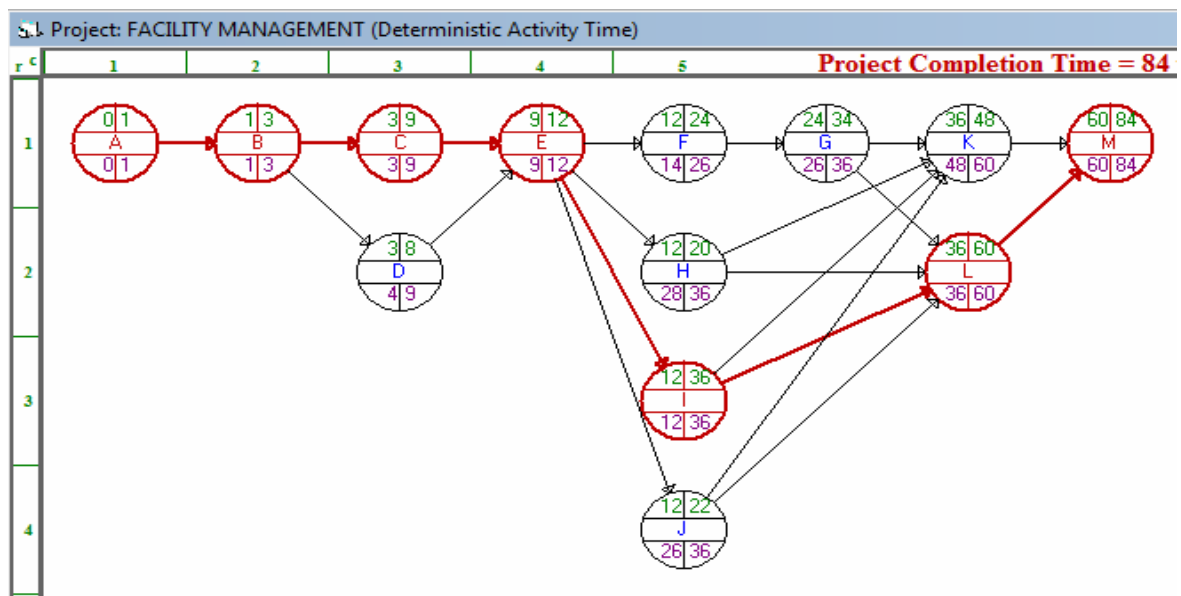 Project: FACILITY MANAGEMENT (Deterministic Activity Time)
r c 1 2 3 4 5 Project Completion Time = 84
1
0 1
A
0 1
1 3
B
1 3
3 9
C
3 9
9 12
E
9 12
12 24
F
14 26
24 34
G
26 36
36 48
K
48 60
60 84
M
60 84
2
3 8
D
4 9
12 20
H
28 36
36 60
L
36 60
3
12 36
I
12 36
4
12 22
J
26 36